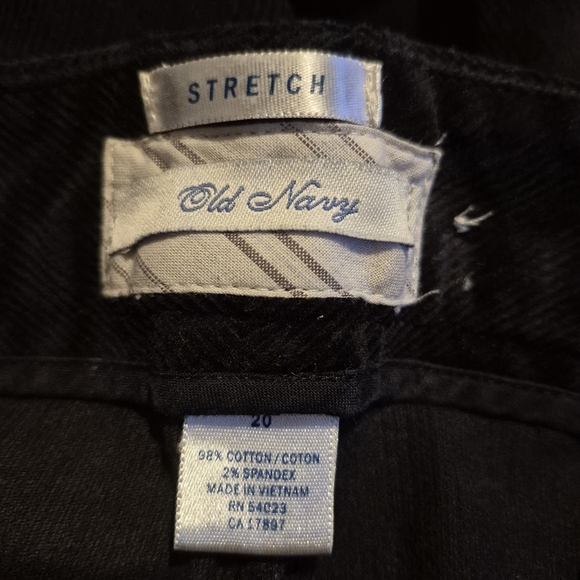 STRETCH
Old Navy
20
98% COTTON / COTON
2% SPANDEX
MADE IN VIETNAM
RN 54023
CA 17897